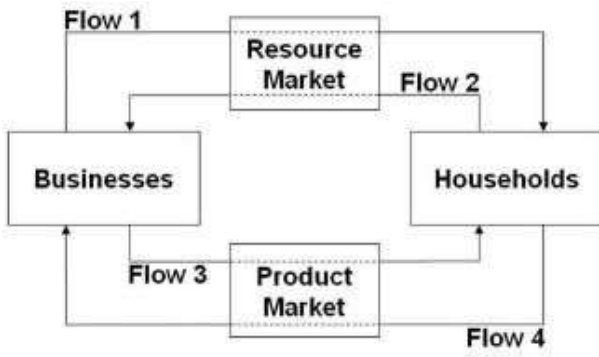 Flow 1
Resource
Market
Flow 2
Businesses
Households
Flow 3
Product
Market
Flow 4